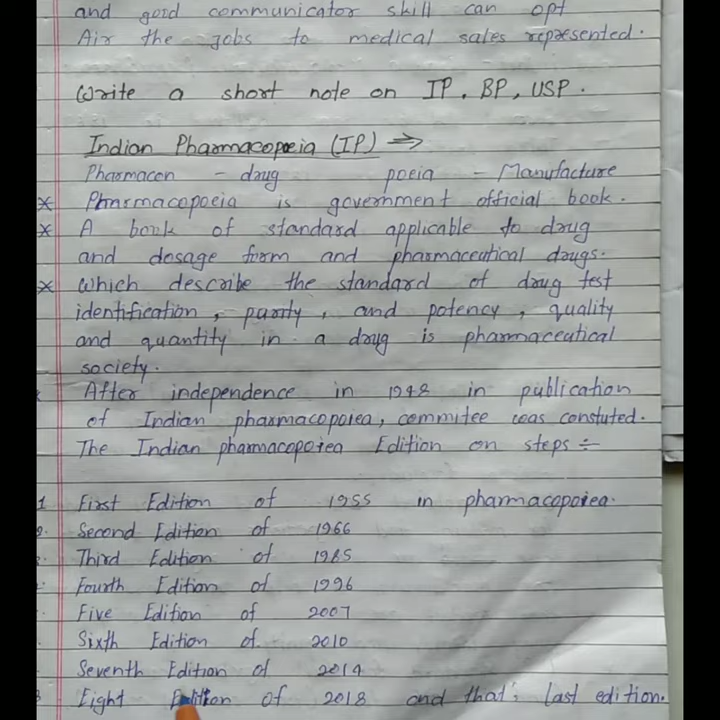 and good communicator skill can opt
Air the jobs to medical sales represented.
Write a short note on IP, BP, USP.
Indian Pharmacopoeia (IP) ⇒
Pharmacon - drug poeia - Manufacture
* Pharmacopoeia is government official book.
* A book of standard applicable to drug
and dosage form and pharmaceutical drugs.
* Which describe the standard of drug test
identification, purity, and potency, quality
and quantity in a drug is pharmaceutical
society.
After independence in 1948 in publication
of Indian pharmacopoiea, commitee was constuted.
The Indian pharmacopoiea Edition on steps ÷
1 First Edition of 1955 in pharmacopoiea.
2. Second Edition of 1966
3. Third Edition of 1985
Fourth Edition of 1996
Five Edition of 2007
Sixth Edition of. 2010
Seventh Edition of 2014
8 Eight Edition of 2018 and that's last edition.